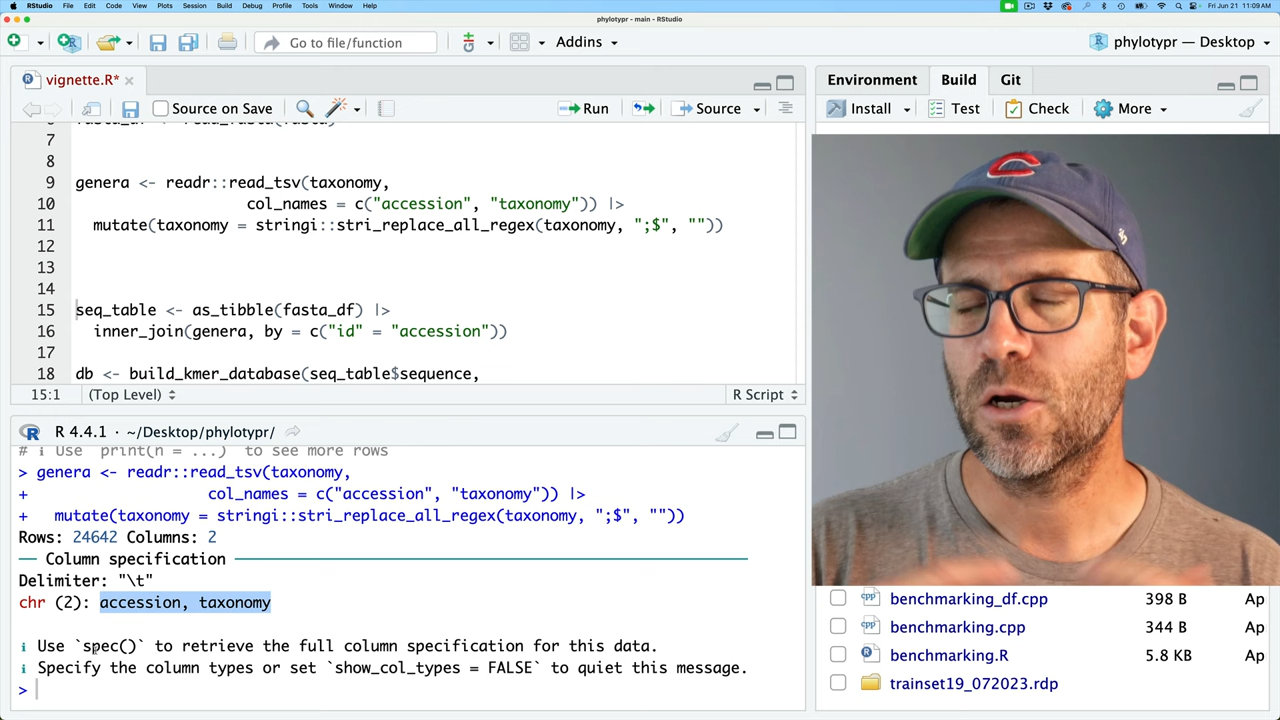 RStudio File Edit Code View Plots Session Build Debug Profile Tools Window Help Fri Jun 21 11:09 AM
phylotypr - main - RStudio
Go to file/function Addins phylotypr — Desktop
vignette.R*
Source on Save Run Source
7
8
9 genera <- readr::read_tsv(taxonomy,
10 col_names = c("accession", "taxonomy")) |>
11 mutate(taxonomy = stringi::stri_replace_all_regex(taxonomy, ";$", ""))
12
13
14
15 seq_table <- as_tibble(fasta_df) |>
16 inner_join(genera, by = c("id" = "accession"))
17
18 db <- build_kmer_database(seq_table$sequence,
15:1 (Top Level) R Script
R 4.4.1 · ~/Desktop/phylotypr/
# ℹ Use `print(n = ...)` to see more rows
> genera <- readr::read_tsv(taxonomy,
+ col_names = c("accession", "taxonomy")) |>
+ mutate(taxonomy = stringi::stri_replace_all_regex(taxonomy, ";$", ""))
Rows: 24642 Columns: 2
── Column specification
Delimiter: "\t"
chr (2): accession, taxonomy
ℹ Use `spec()` to retrieve the full column specification for this data.
ℹ Specify the column types or set `show_col_types = FALSE` to quiet this message.
>
Environment Build Git
Install Test Check More
C
benchmarking_df.cpp 398 B Ap
benchmarking.cpp 344 B Ap
benchmarking.R 5.8 KB Ap
trainset19_072023.rdp